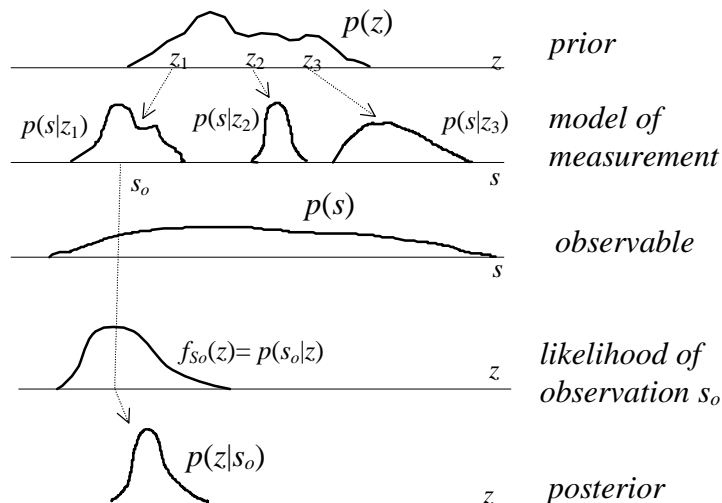 p(z)
z
prior
z₁ z₂ z₃
p(s|z₁) p(s|z₂) p(s|z₃)
model of
measurement
s
sₒ
p(s)
s
observable
f_Sₒ(z)= p(sₒ|z)
z
likelihood of
observation sₒ
p(z|sₒ)
z
posterior